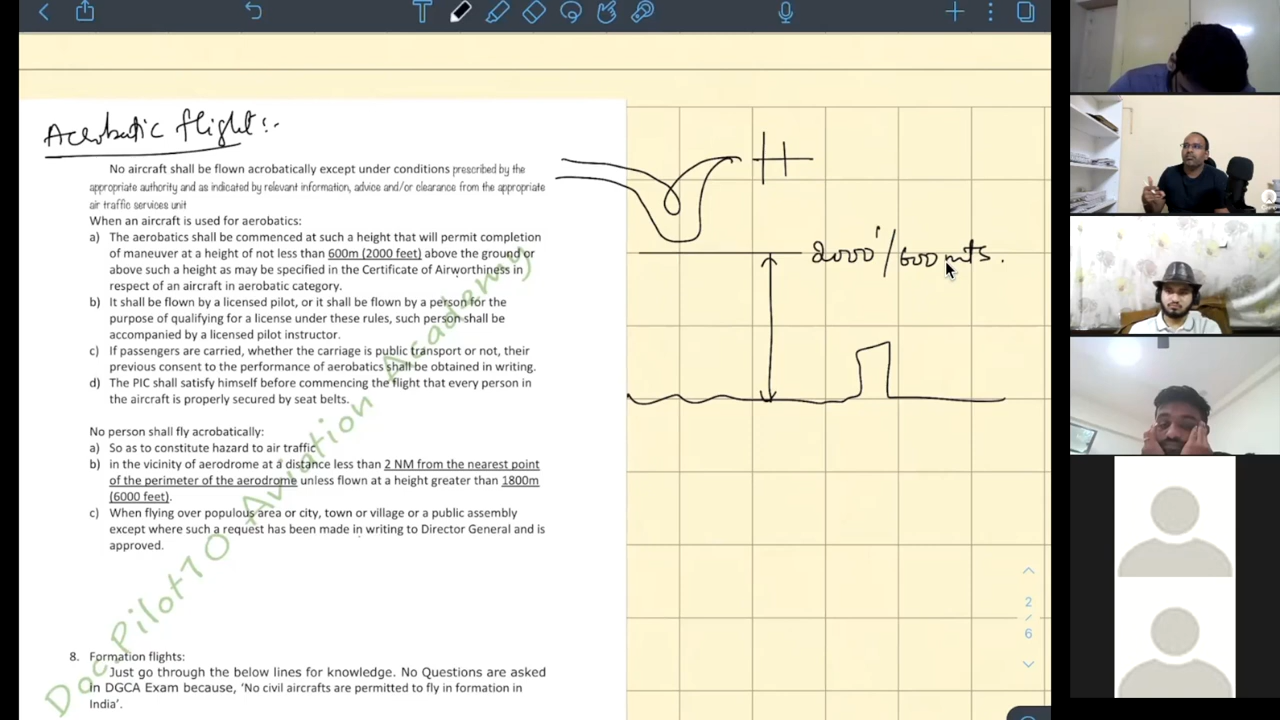 Acrobatic flight:-
No aircraft shall be flown acrobatically except under conditions prescribed by the
appropriate authority and as indicated by relevant information, advice and/or clearance from the appropriate
air traffic services unit
When an aircraft is used for aerobatics:
a) The aerobatics shall be commenced at such a height that will permit completion
of maneuver at a height of not less than 600m (2000 feet) above the ground or
above such a height as may be specified in the Certificate of Airworthiness in
respect of an aircraft in aerobatic category.
b) It shall be flown by a licensed pilot, or it shall be flown by a person for the
purpose of qualifying for a license under these rules, such person shall be
accompanied by a licensed pilot instructor.
c) If passengers are carried, whether the carriage is public transport or not, their
previous consent to the performance of aerobatics shall be obtained in writing.
d) The PIC shall satisfy himself before commencing the flight that every person in
the aircraft is properly secured by seat belts.
No person shall fly acrobatically:
a) So as to constitute hazard to air traffic
b) in the vicinity of aerodrome at a distance less than 2 NM from the nearest point
of the perimeter of the aerodrome unless flown at a height greater than 1800m
(6000 feet).
c) When flying over populous area or city, town or village or a public assembly
except where such a request has been made in writing to Director General and is
approved.
8. Formation flights:
Just go through the below lines for knowledge. No Questions are asked
in DGCA Exam because, 'No civil aircrafts are permitted to fly in formation in
India'.
Doc Pilot10 Aviation Academy
2000'/600 mts.
2
/
6